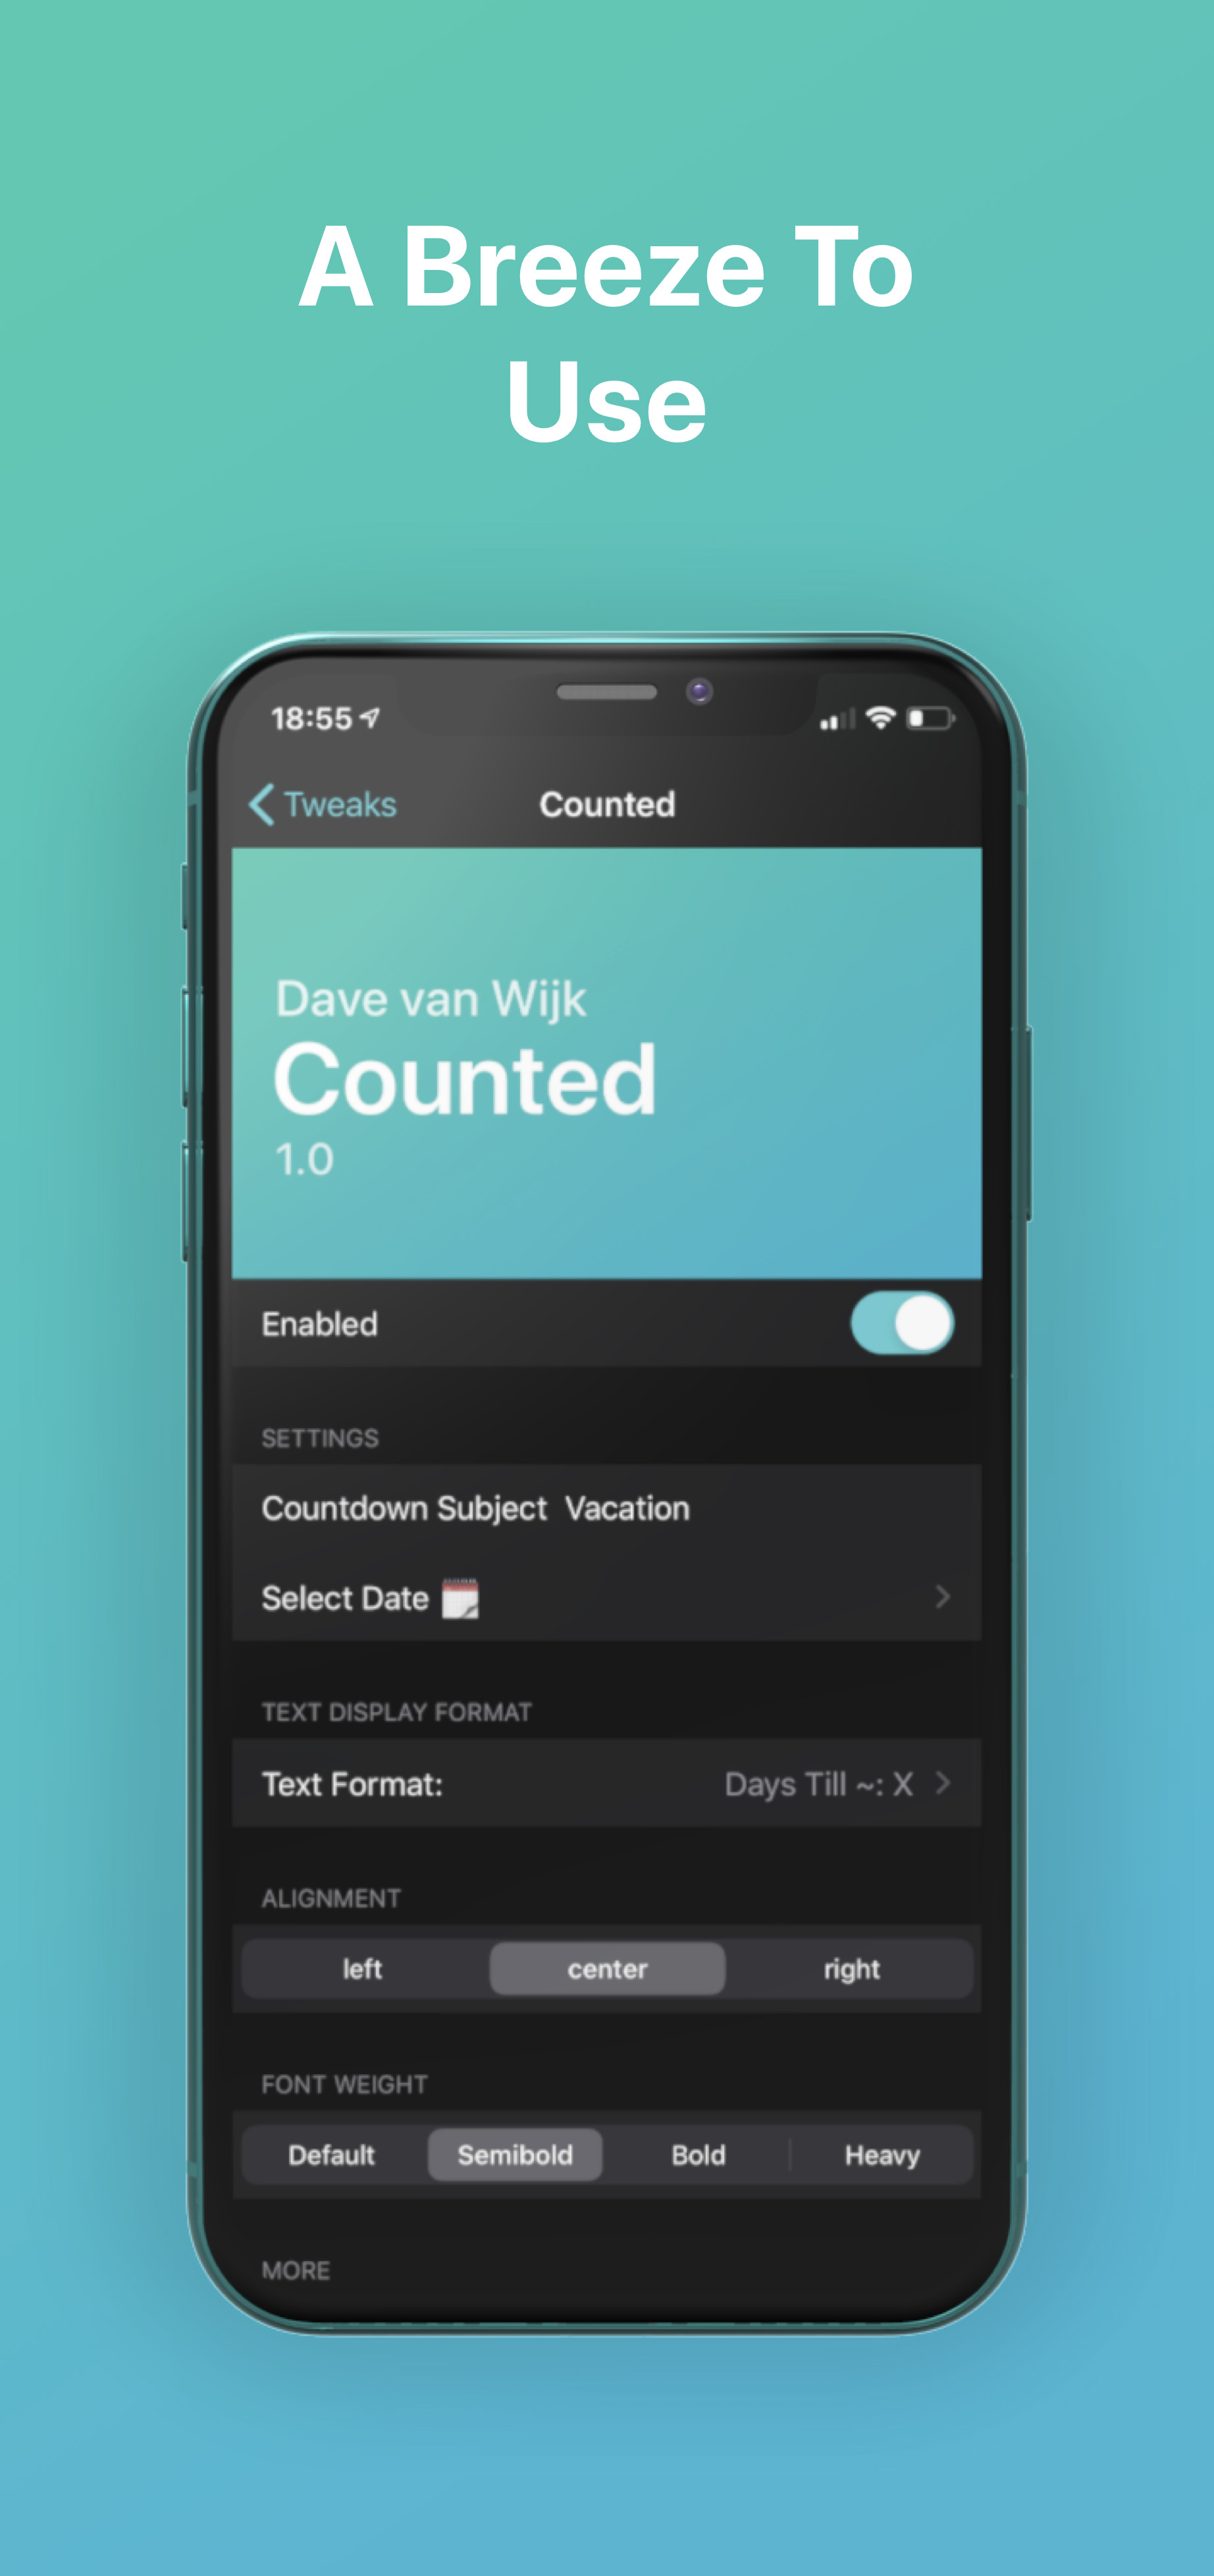 A Breeze To
Use
18:55
Tweaks
Counted
Dave van Wijk
Counted
1.0
Enabled
SETTINGS
Countdown Subject Vacation
Select Date
TEXT DISPLAY FORMAT
Text Format: Days Till ~: X
ALIGNMENT
left center right
FONT WEIGHT
Default Semibold Bold Heavy
MORE